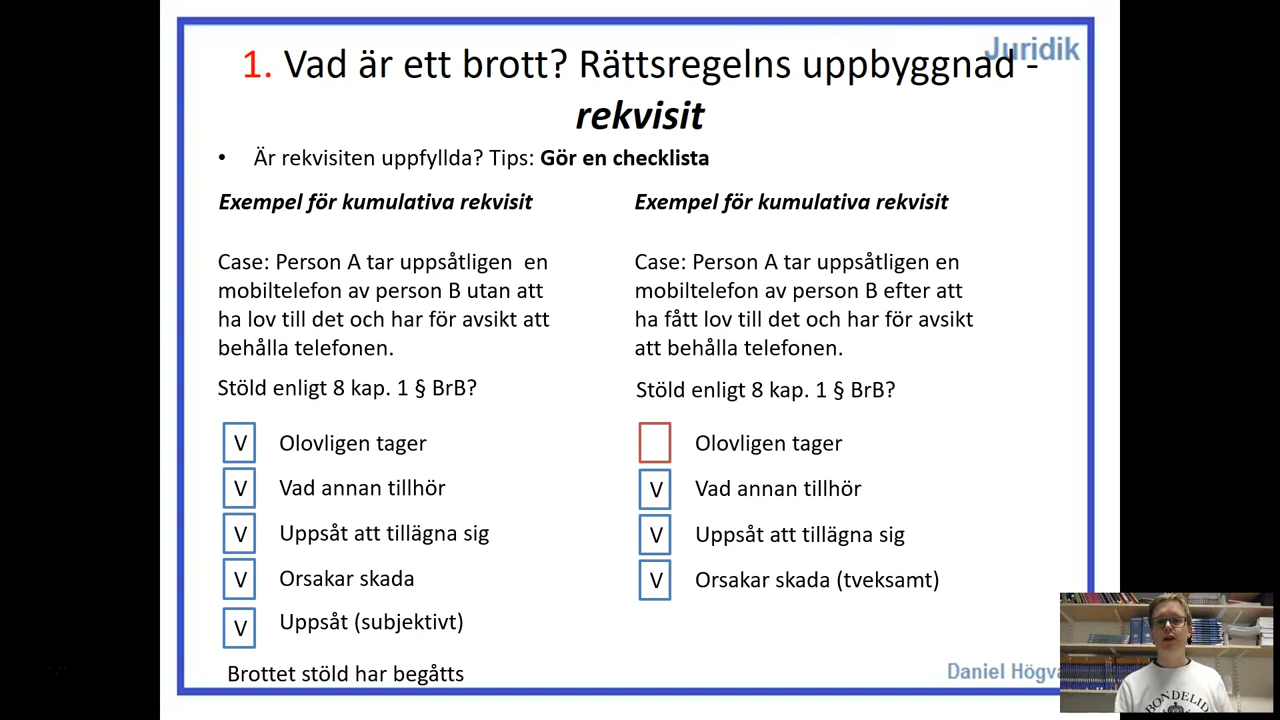 Juridik
1. Vad är ett brott? Rättsregelns uppbyggnad -
rekvisit
• Är rekvisiten uppfyllda? Tips: Gör en checklista
Exempel för kumulativa rekvisit
Case: Person A tar uppsåtligen en
mobiltelefon av person B utan att
ha lov till det och har för avsikt att
behålla telefonen.
Stöld enligt 8 kap. 1 § BrB?
V Olovligen tager
V Vad annan tillhör
V Uppsåt att tillägna sig
V Orsakar skada
V Uppsåt (subjektivt)
Brottet stöld har begåtts
Exempel för kumulativa rekvisit
Case: Person A tar uppsåtligen en
mobiltelefon av person B efter att
ha fått lov till det och har för avsikt
att behålla telefonen.
Stöld enligt 8 kap. 1 § BrB?
Olovligen tager
V Vad annan tillhör
V Uppsåt att tillägna sig
V Orsakar skada (tveksamt)
Daniel Högva
BONDELID